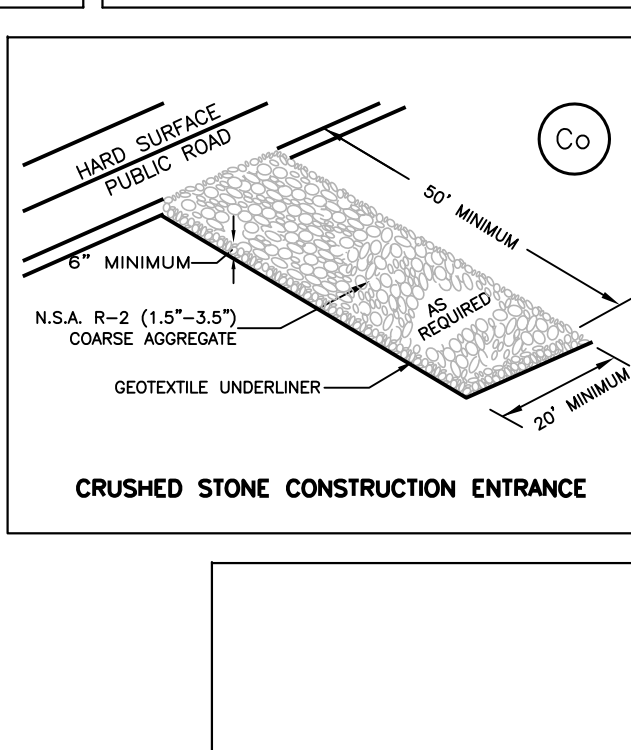 HARD SURFACE
PUBLIC ROAD
Co
50' MINIMUM
6" MINIMUM
N.S.A. R-2 (1.5"-3.5")
COARSE AGGREGATE
AS
REQUIRED
GEOTEXTILE UNDERLINER
20' MINIMUM
CRUSHED STONE CONSTRUCTION ENTRANCE